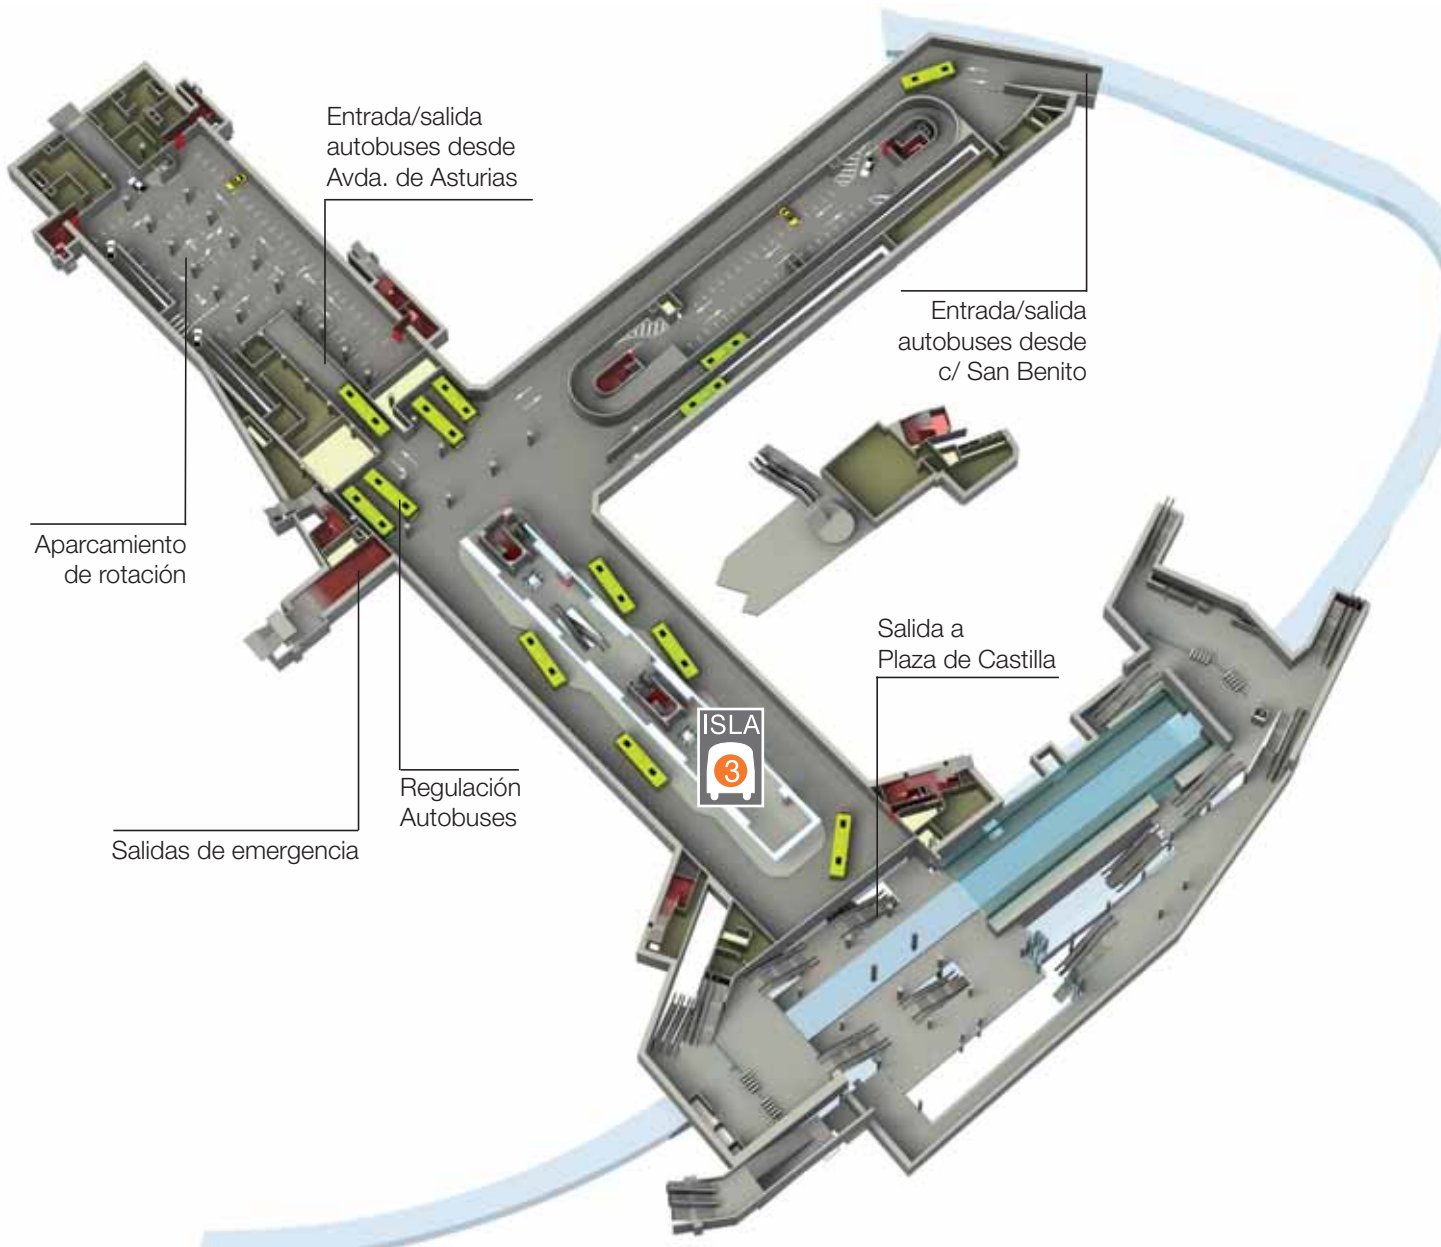 Entrada/salida
autobuses desde
Avda. de Asturias
Entrada/salida
autobuses desde
c/ San Benito
Aparcamiento
de rotación
Salida a
Plaza de Castilla
ISLA
3
Regulación
Autobuses
Salidas de emergencia